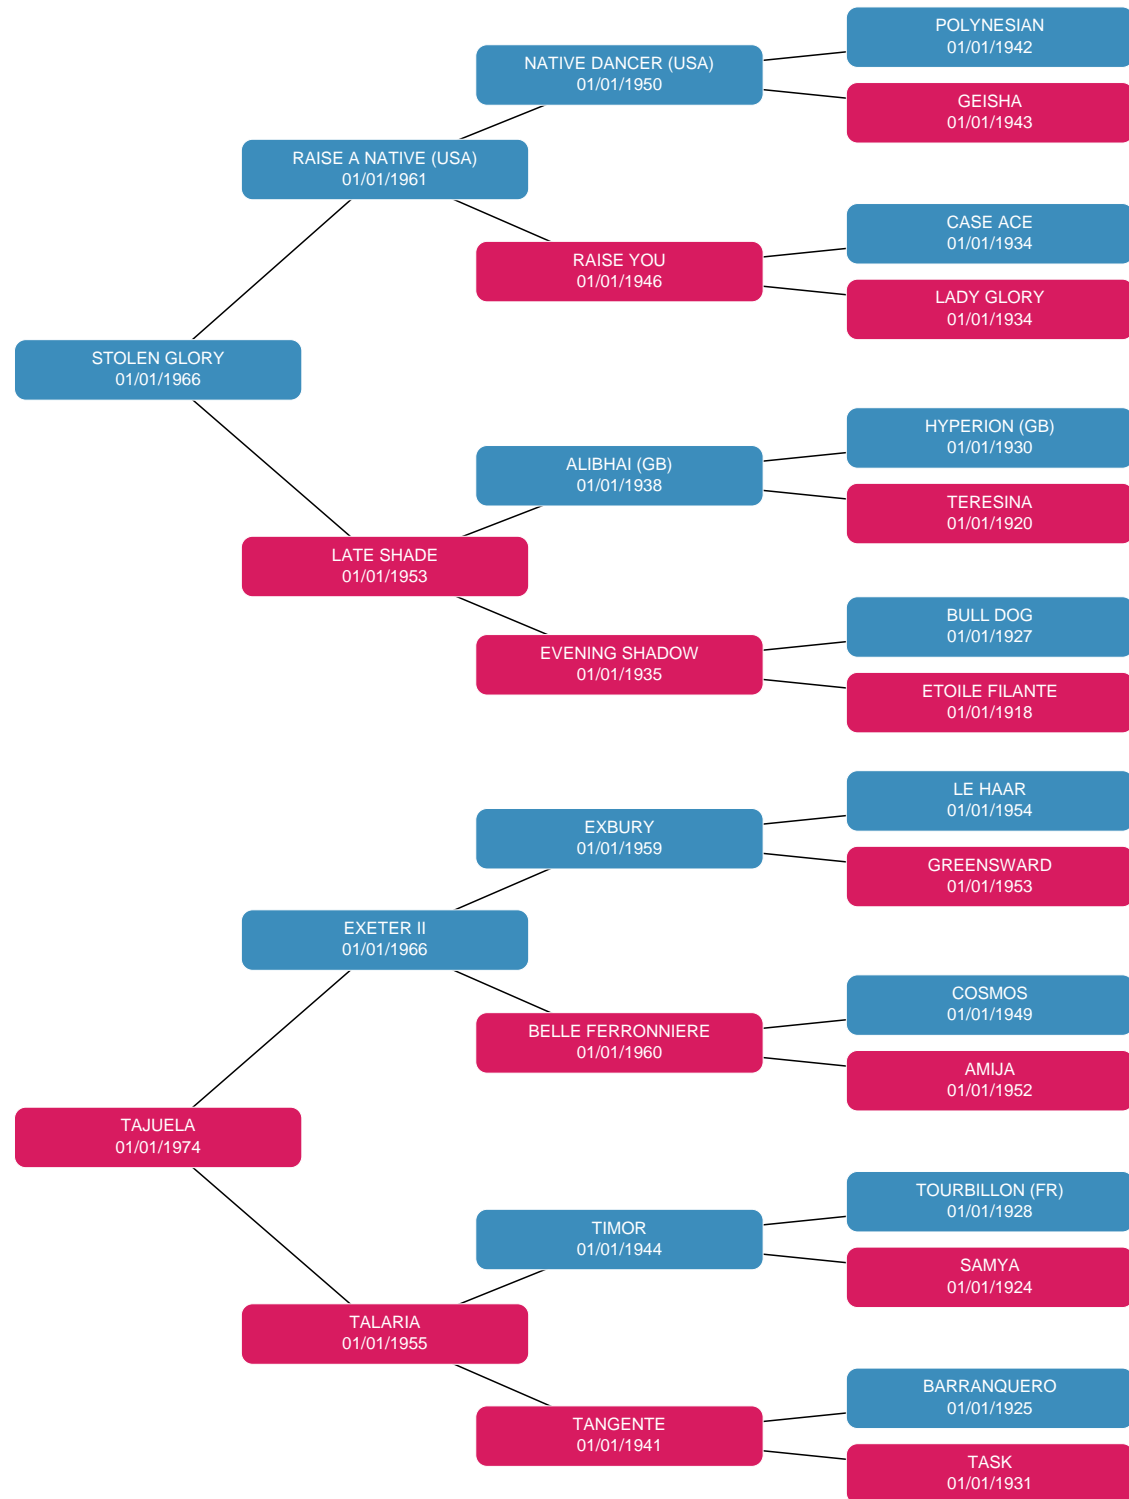 POLYNESIAN
01/01/1942
NATIVE DANCER (USA)
01/01/1950
GEISHA
01/01/1943
RAISE A NATIVE (USA)
01/01/1961
CASE ACE
01/01/1934
RAISE YOU
01/01/1946
LADY GLORY
01/01/1934
STOLEN GLORY
01/01/1966
HYPERION (GB)
01/01/1930
ALIBHAI (GB)
01/01/1938
TERESINA
01/01/1920
LATE SHADE
01/01/1953
BULL DOG
01/01/1927
EVENING SHADOW
01/01/1935
ETOILE FILANTE
01/01/1918
LE HAAR
01/01/1954
EXBURY
01/01/1959
GREENSWARD
01/01/1953
EXETER II
01/01/1966
COSMOS
01/01/1949
BELLE FERRONNIERE
01/01/1960
AMIJA
01/01/1952
TAJUELA
01/01/1974
TOURBILLON (FR)
01/01/1928
TIMOR
01/01/1944
SAMYA
01/01/1924
TALARIA
01/01/1955
BARRANQUERO
01/01/1925
TANGENTE
01/01/1941
TASK
01/01/1931